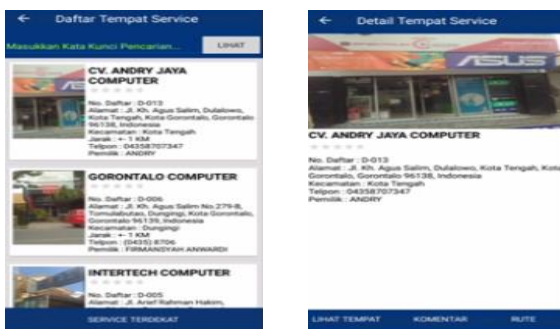 Daftar Tempat Service
Masukkan Kata Kunci Pencarian...
LIHAT
CV. ANDRY JAYA
COMPUTER
No. Daftar : D-013
Alamat : Jl. Kh. Agus Salim, Dulalowo,
Kota Tengah, Kota Gorontalo, Gorontalo
96138, Indonesia
Kecamatan : Kota Tengah
Jarak : +- 1 KM
Telpon : 04358707347
Pemilik : ANDRY
GORONTALO COMPUTER
No. Daftar : D-006
Alamat : Jl. Kh. Agus Salim No.279-B,
Tomulabutao, Dungingi, Kota Gorontalo,
Gorontalo 96139, Indonesia
Kecamatan : Dungingi
Jarak : +- 1 KM
Telpon : (0435) 8706
Pemilik : FIRMANSYAH ANWARDI
INTERTECH COMPUTER
No. Daftar : D-005
Alamat : Jl. Arief Rahman Hakim,
SERVICE TERDEKAT
Detail Tempat Service
ASUS
CV. ANDRY JAYA COMPUTER
No. Daftar : D-013
Alamat : Jl. Kh. Agus Salim, Dulalowo, Kota Tengah, Kota
Gorontalo, Gorontalo 96138, Indonesia
Kecamatan : Kota Tengah
Telpon : 04358707347
Pemilik : ANDRY
LIHAT TEMPAT
KOMENTAR
RUTE